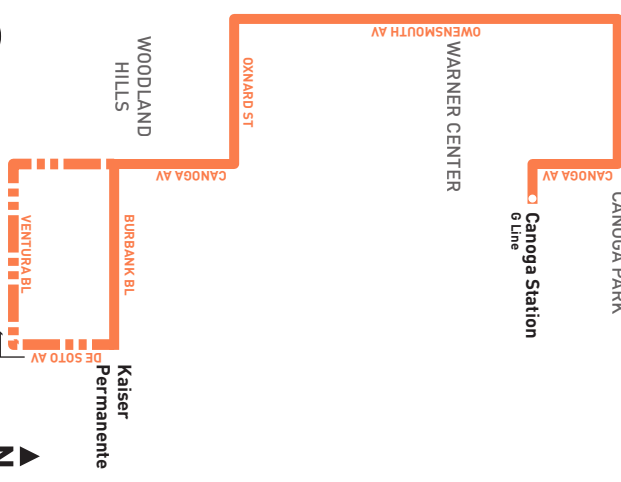 OWENSMOUTH AV
WOODLAND
HILLS
OXNARD ST
WARNER CENTER
CANOGA AV
CANOGA AV
CANOGA PARK
Canoga Station
G Line
VENTURA BL
BURBANK BL
DE SOTO AV
Kaiser
Permanente
N